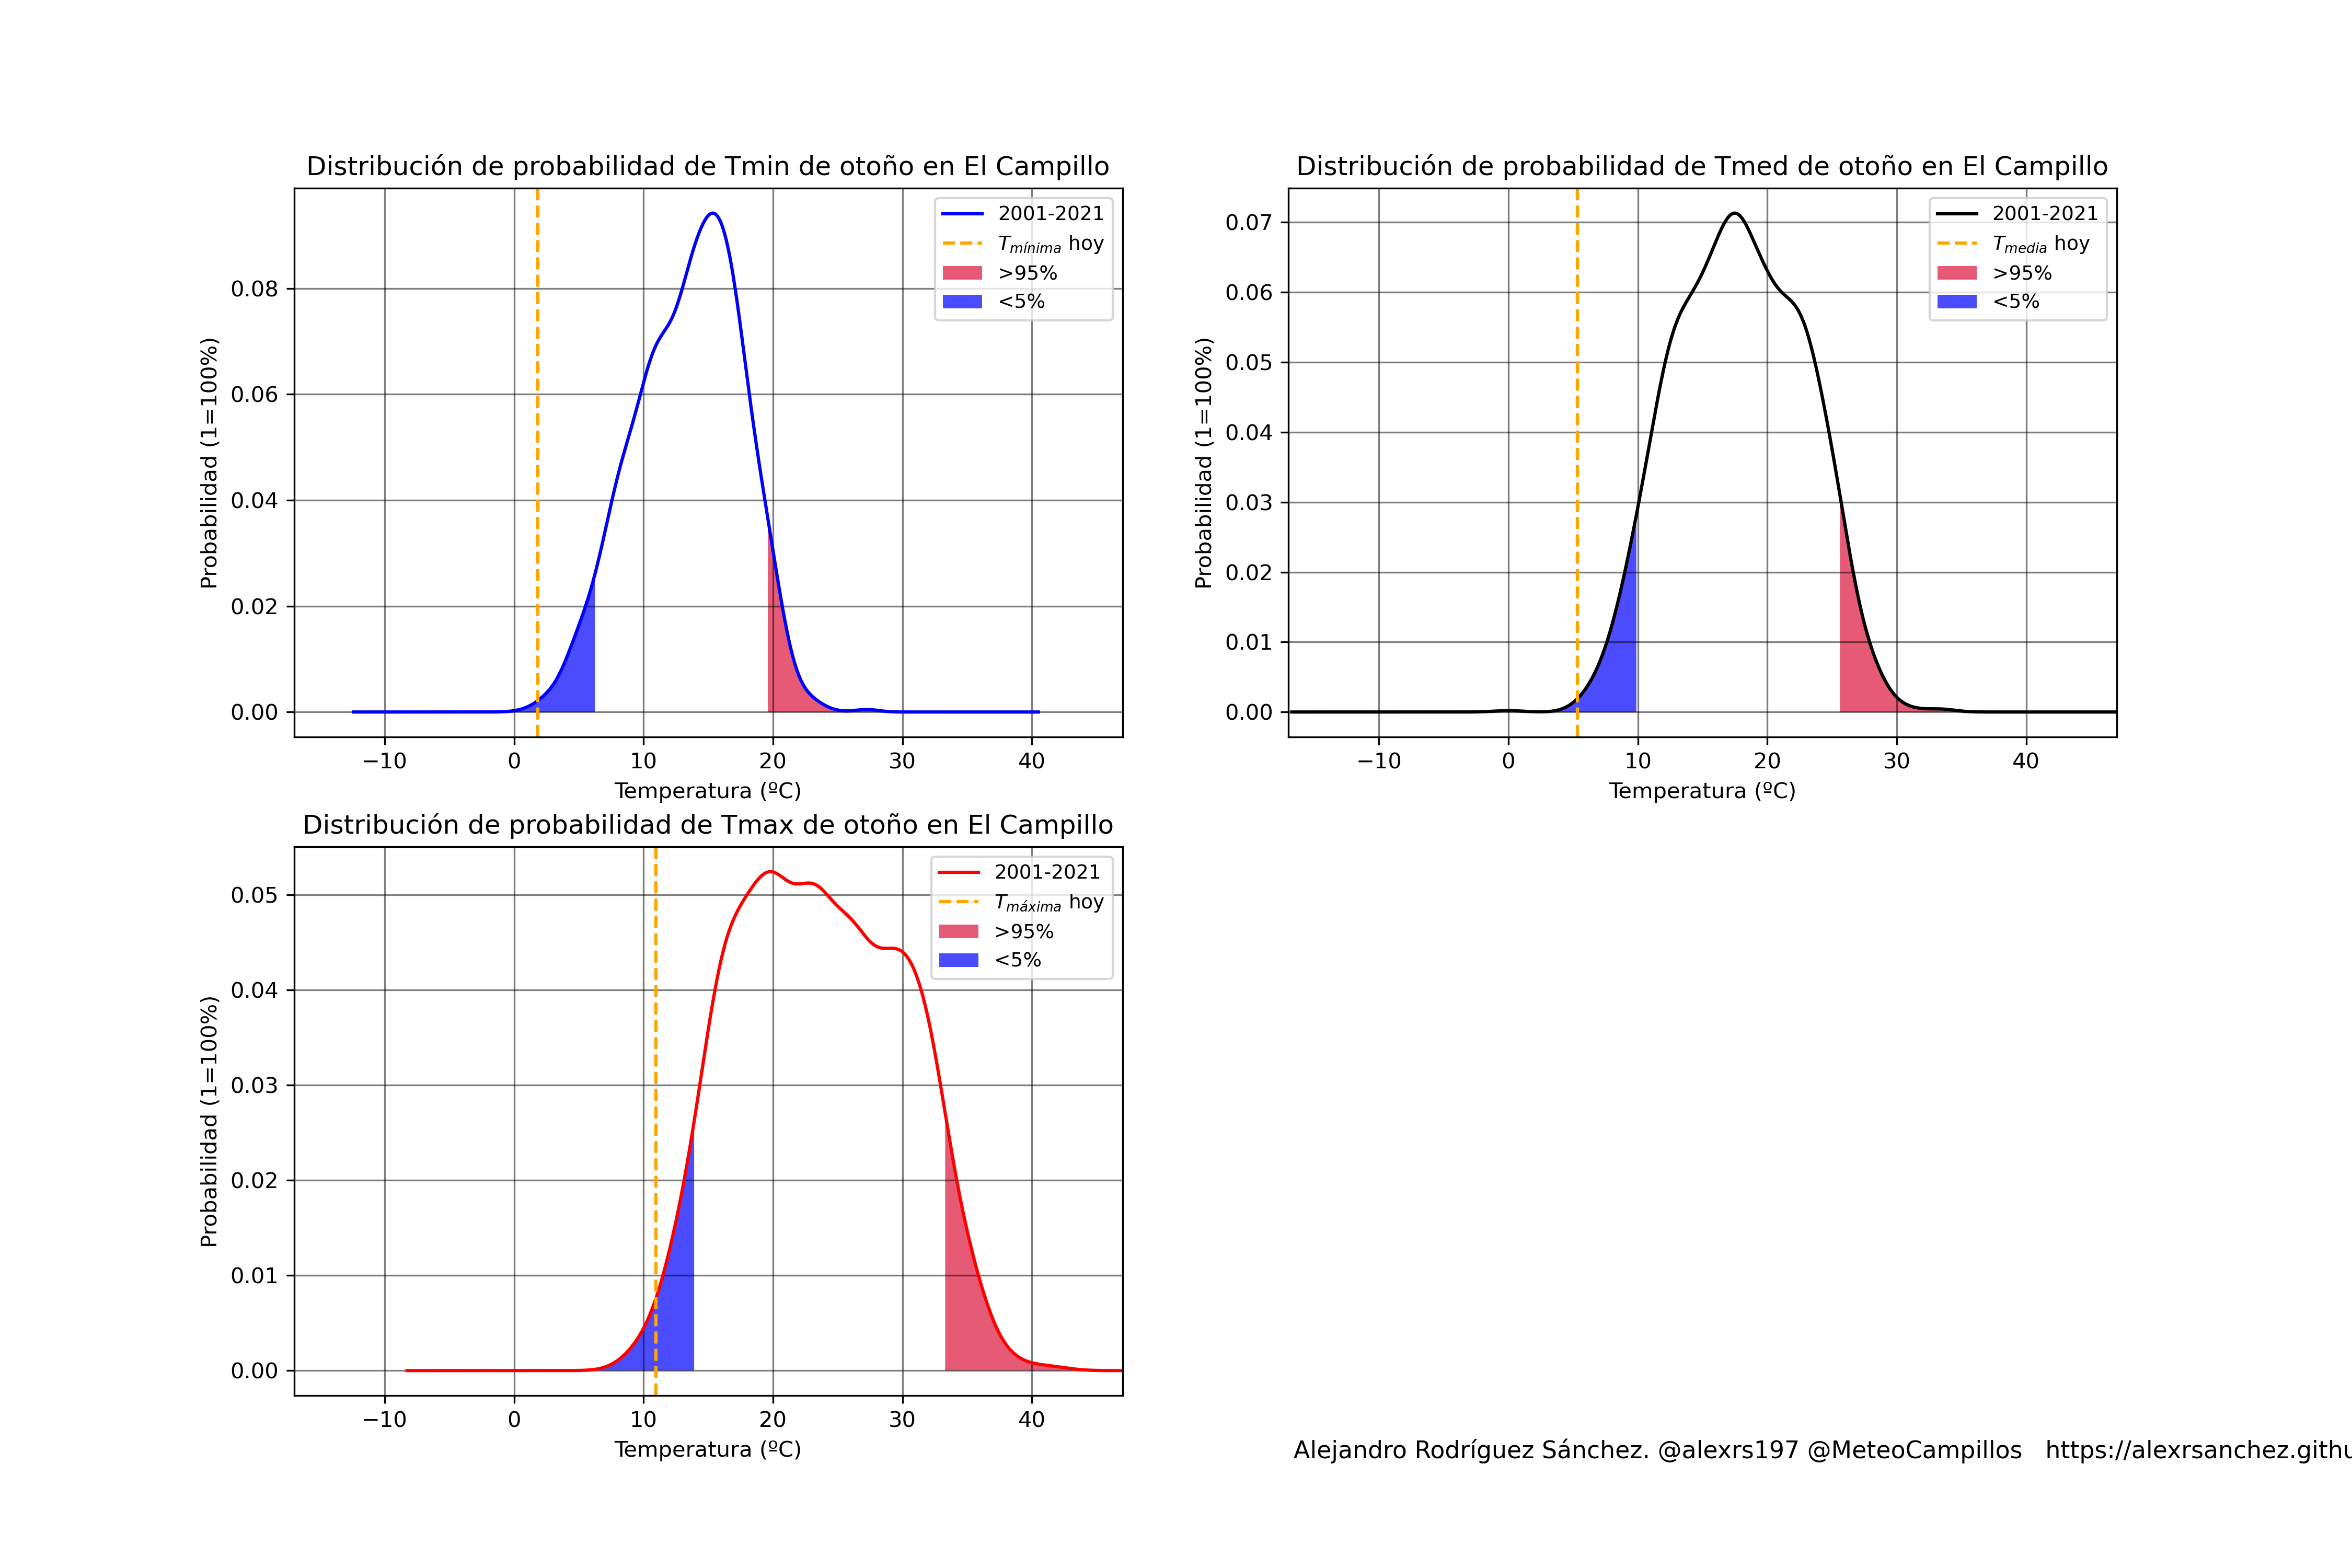 Distribución de probabilidad de Tmin de otoño en El Campillo
2001-2021
Tmínima hoy
>95%
<5%
0.08
0.06
0.04
0.02
0.00
Probabilidad (1=100%)
−10 0 10 20 30 40
Temperatura (ºC)
Distribución de probabilidad de Tmed de otoño en El Campillo
2001-2021
Tmedia hoy
>95%
<5%
0.07
0.06
0.05
0.04
0.03
0.02
0.01
0.00
Probabilidad (1=100%)
−10 0 10 20 30 40
Temperatura (ºC)
Distribución de probabilidad de Tmax de otoño en El Campillo
2001-2021
Tmáxima hoy
>95%
<5%
0.05
0.04
0.03
0.02
0.01
0.00
Probabilidad (1=100%)
−10 0 10 20 30 40
Temperatura (ºC)
Alejandro Rodríguez Sánchez. @alexrs197 @MeteoCampillos https://alexrsanchez.githu